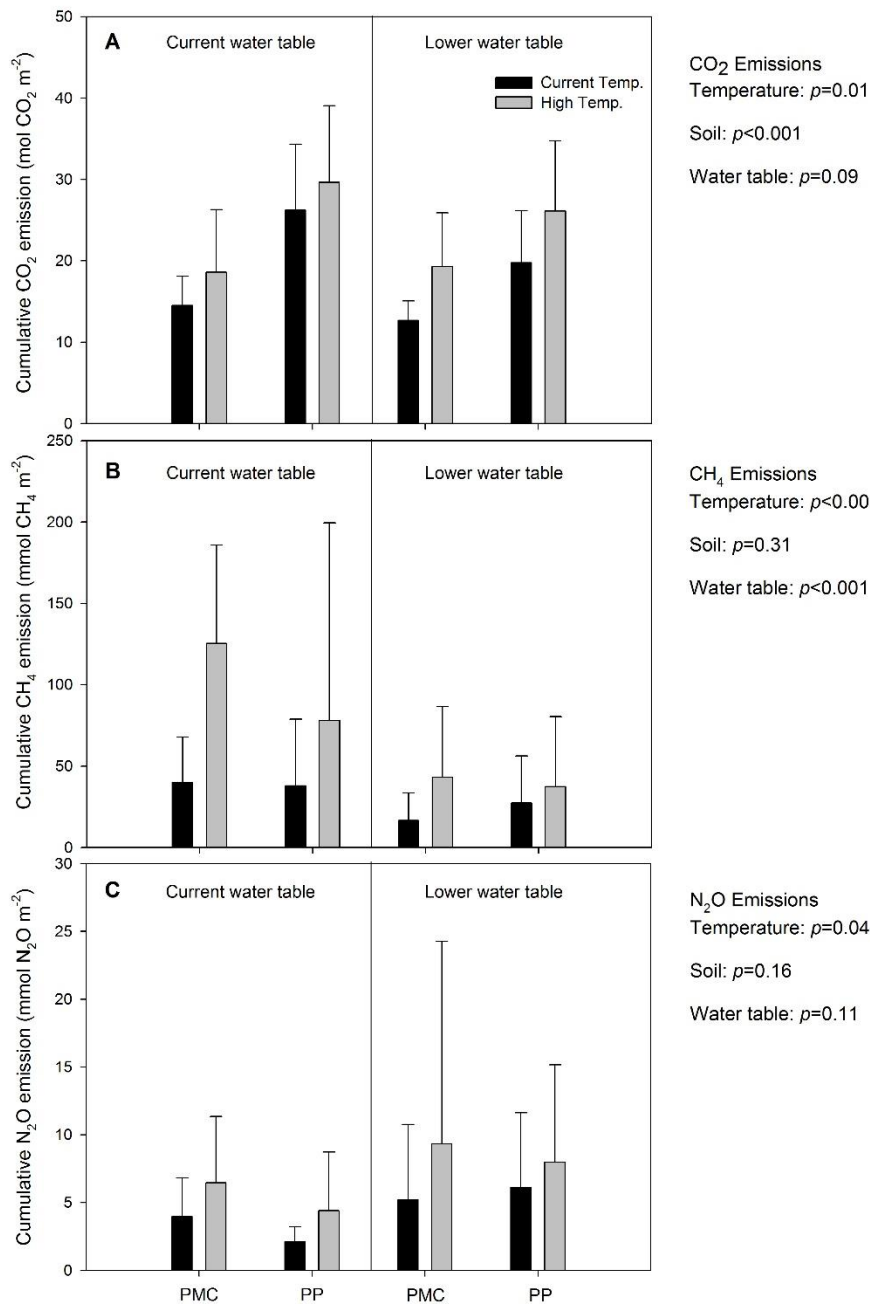 50
40
30
20
10
0
Cumulative CO2 emission (mol CO2 m-2)
A
Current water table
Lower water table
Current Temp.
High Temp.
CO2 Emissions
Temperature: p=0.01
Soil: p<0.001
Water table: p=0.09
250
200
150
100
50
0
Cumulative CH4 emission (mmol CH4 m-2)
B
Current water table
Lower water table
CH4 Emissions
Temperature: p<0.00
Soil: p=0.31
Water table: p<0.001
30
25
20
15
10
5
0
Cumulative N2O emission (mmol N2O m-2)
C
Current water table
Lower water table
N2O Emissions
Temperature: p=0.04
Soil: p=0.16
Water table: p=0.11
PMC PP PMC PP